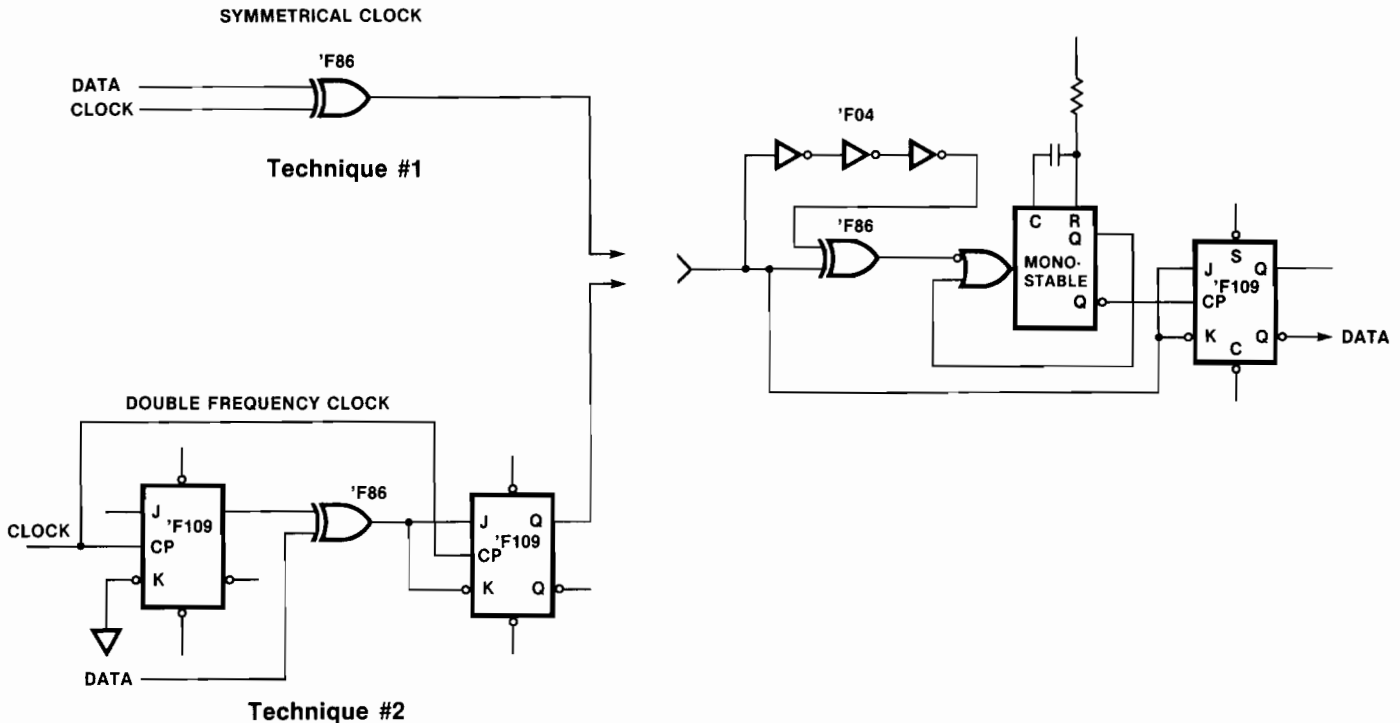 SYMMETRICAL CLOCK
'F86
DATA
CLOCK
Technique #1
'F04
'F86
C R
Q
MONO-
STABLE
Q
S
J Q
'F109
CP
K Q
C
DATA
DOUBLE FREQUENCY CLOCK
'F86
J
'F109
CLOCK
CP
K
J Q
CP 'F109
K Q
DATA
Technique #2